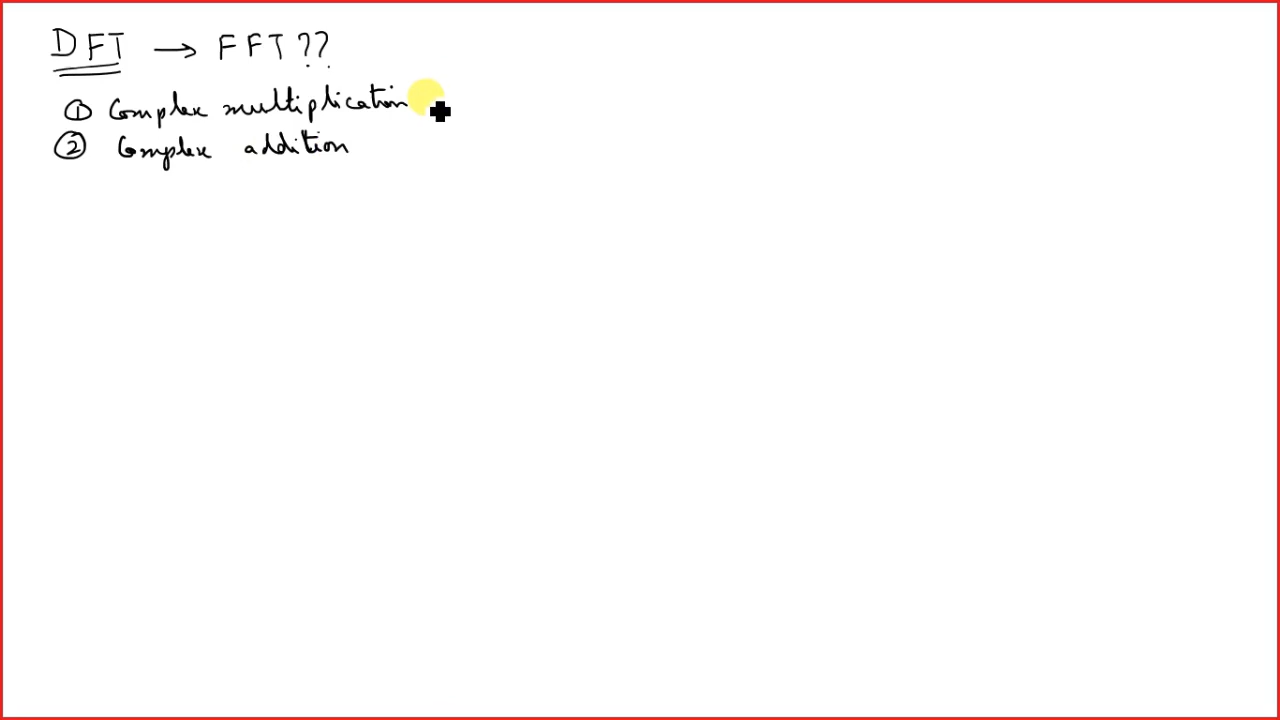 DFT → FFT??
① Complex multiplication
② Complex addition